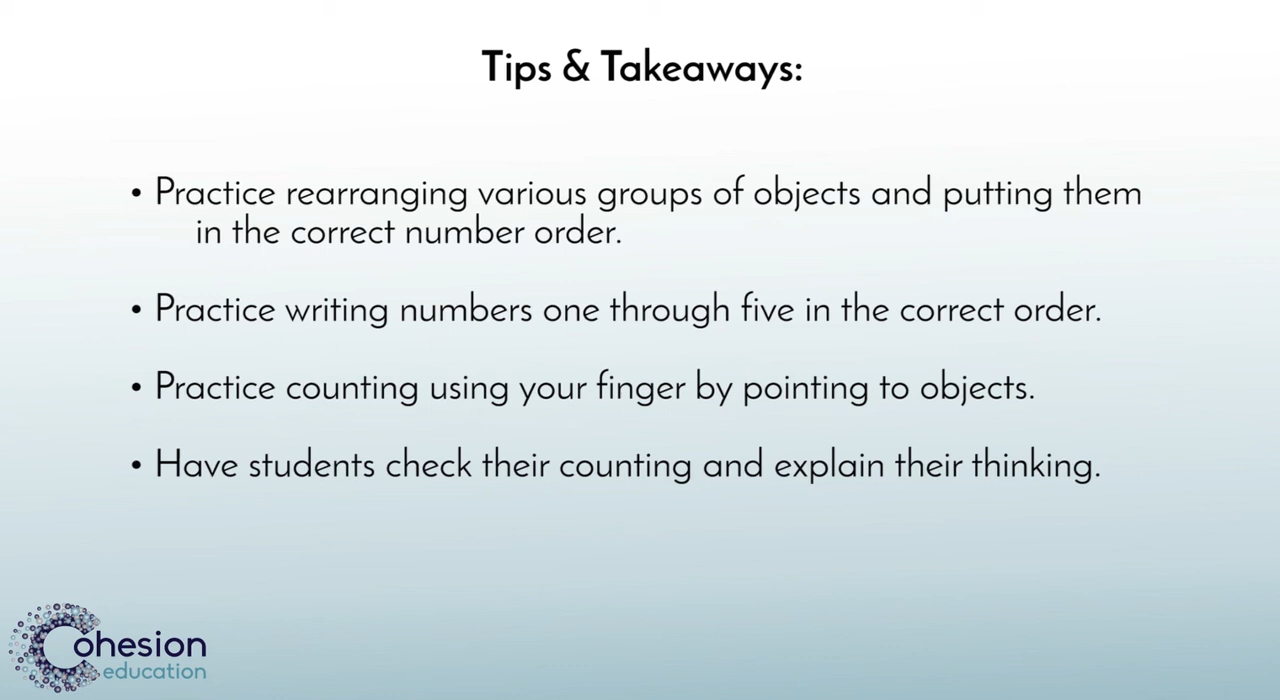 Tips & Takeaways:
• Practice rearranging various groups of objects and putting them
in the correct number order.
• Practice writing numbers one through five in the correct order.
• Practice counting using your finger by pointing to objects.
• Have students check their counting and explain their thinking.
Cohesion
education